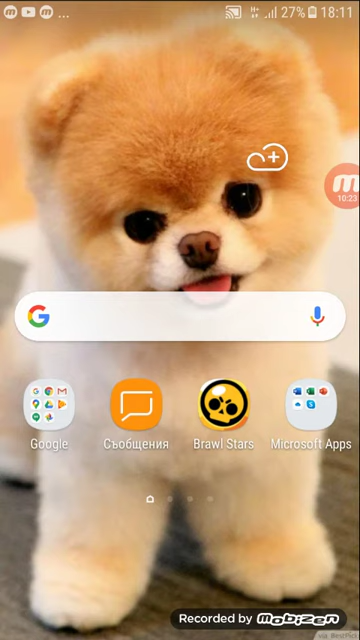 ... 27% 18:11
10:23
Google Съобщения Brawl Stars Microsoft Apps
Recorded by Mobizen